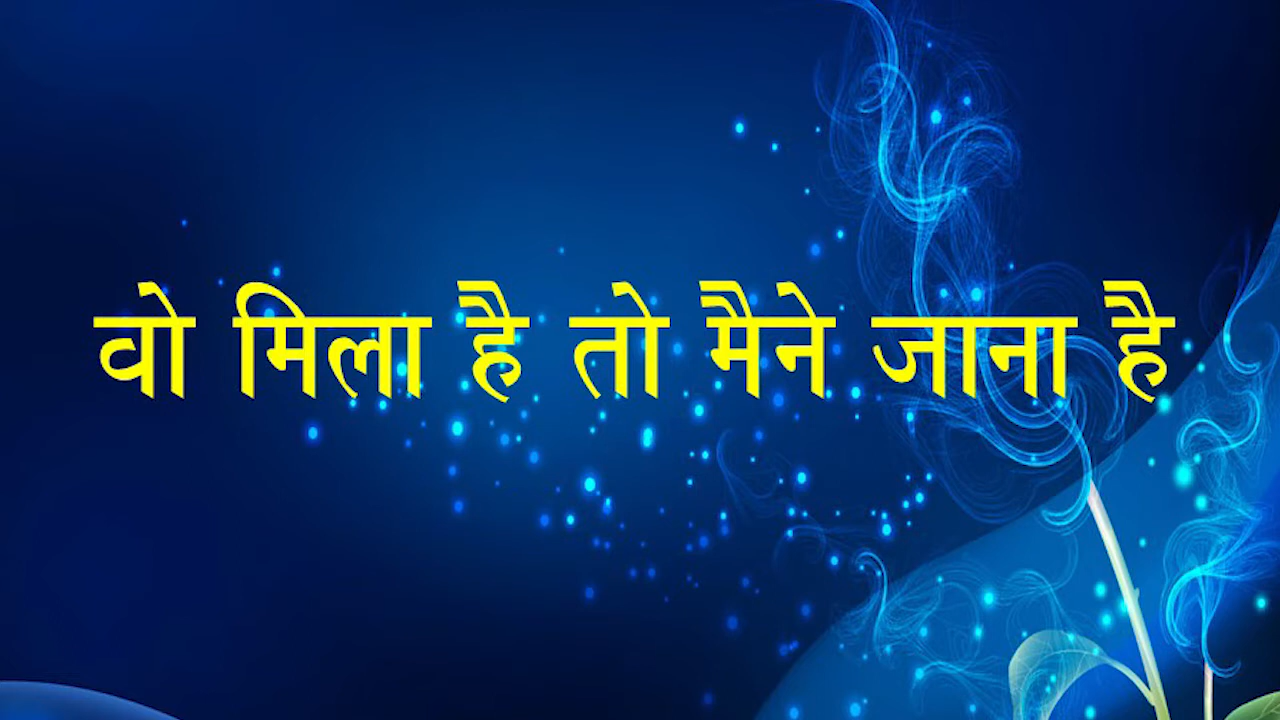 वो मिला है तो मैने जाना है